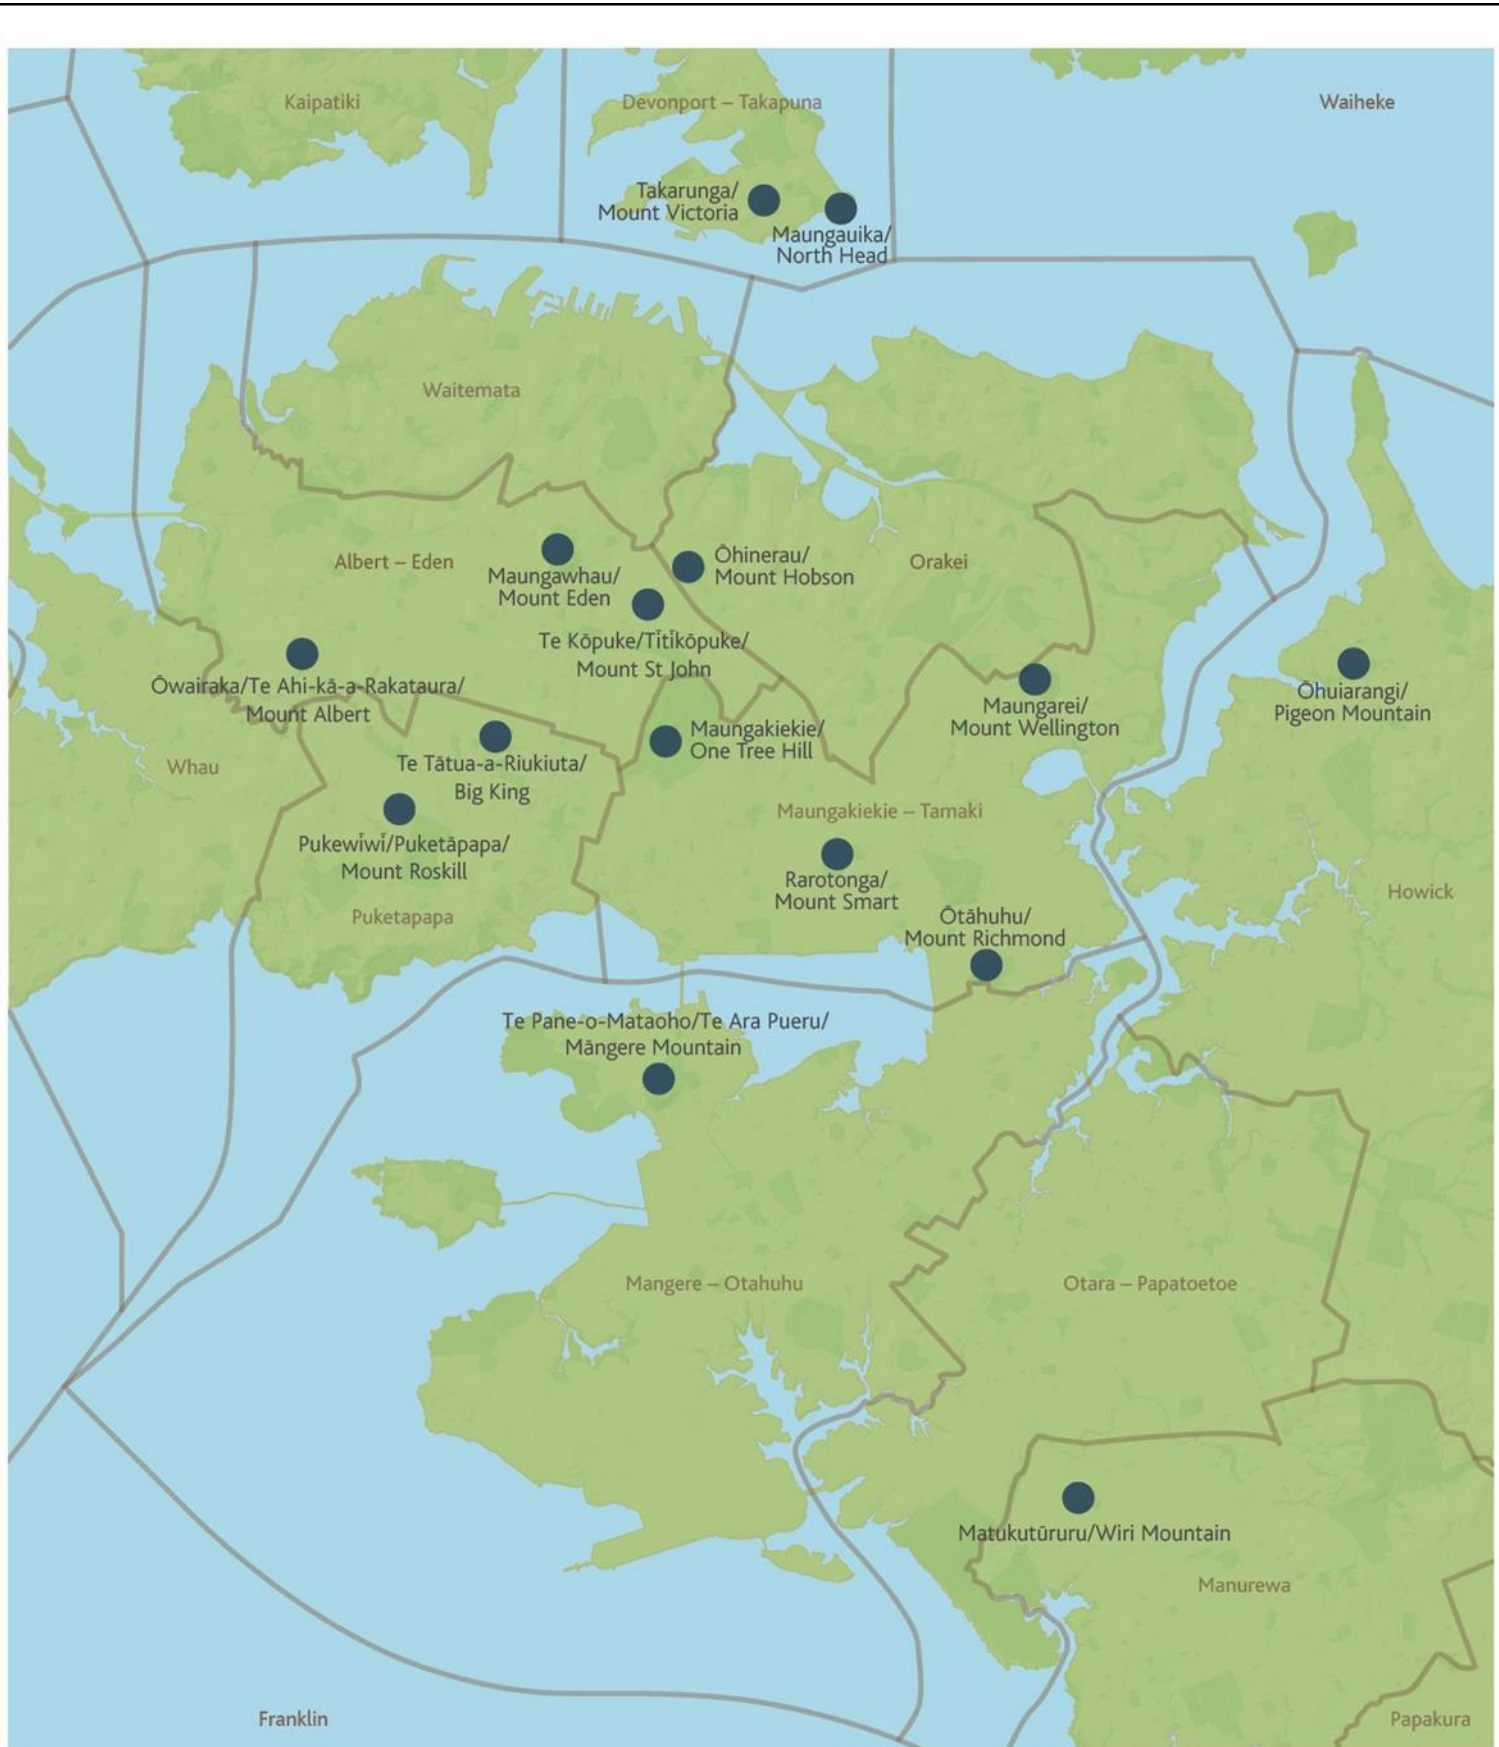 Kaipatiki
Devonport – Takapuna
Waiheke
Takarunga/
Mount Victoria
Maungauika/
North Head
Waitemata
Albert – Eden
Maungawhau/
Mount Eden
Ōhinerau/
Mount Hobson
Orakei
Te Kōpuke/Tītīkōpuke/
Mount St John
Ōwairaka/Te Ahi-kā-a-Rakataura/
Mount Albert
Maungarei/
Mount Wellington
Ōhuiarangi/
Pigeon Mountain
Whau
Te Tātua-a-Riukiuta/
Big King
Maungakiekie/
One Tree Hill
Pukewīwī/Puketāpapa/
Mount Roskill
Maungakiekie – Tamaki
Rarotonga/
Mount Smart
Howick
Puketapapa
Ōtāhuhu/
Mount Richmond
Te Pane-o-Mataoho/Te Ara Pueru/
Māngere Mountain
Mangere – Otahuhu
Otara – Papatoetoe
Matukutūruru/Wiri Mountain
Manurewa
Franklin
Papakura